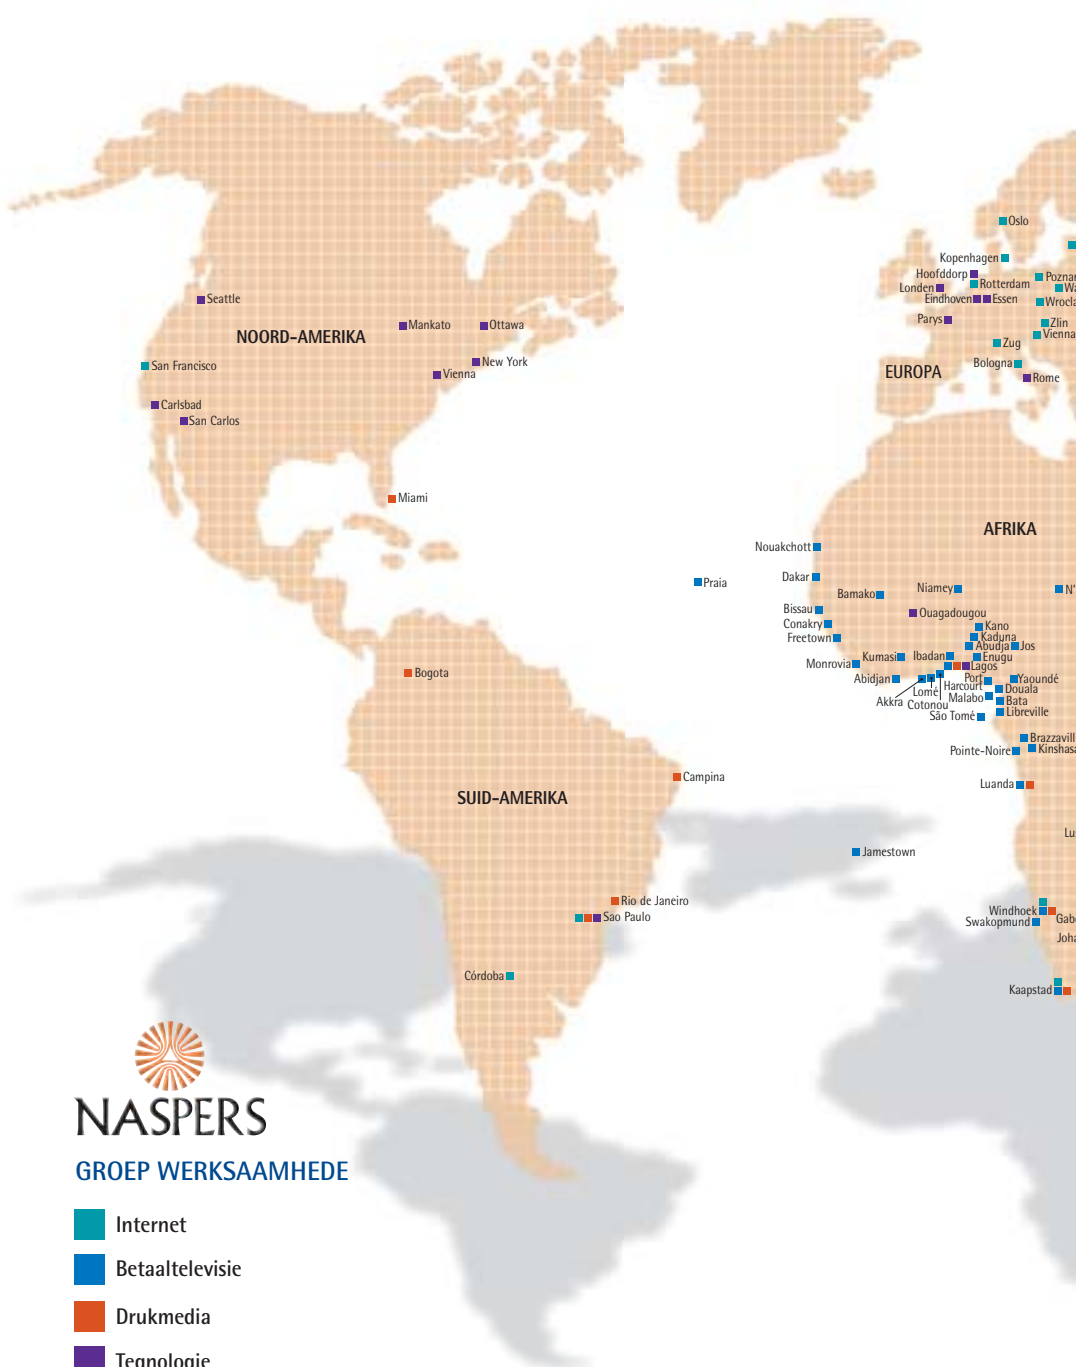 Oslo
Kopenhagen
Hoofddorp
Rotterdam
Londen
Eindhoven
Essen
Parys
Zlin
Vienna
Zug
Bologna
Rome
EUROPA
Seattle
NOORD-AMERIKA
Mankato
Ottawa
San Francisco
New York
Vienna
Carlsbad
San Carlos
Miami
AFRIKA
Nouakchott
Praia
Dakar
Bamako
Niamey
Bissau
Ouagadougou
Conakry
Kano
Freetown
Kaduna
Abudja
Jos
Monrovia
Kumasi
Ibadan
Enugu
Lagos
Abidjan
Akkra
Lomé
Cotonou
Port
Harcourt
Yaoundé
Malabo
Douala
Bata
São Tomé
Libreville
Pointe-Noire
Luanda
Bogota
Campina
SUID-AMERIKA
Jamestown
Rio de Janeiro
Sao Paulo
Windhoek
Swakopmund
Córdoba
Kaapstad
NASPERS
GROEP WERKSAAMHEDE
Internet
Betaaltelevisie
Drukmedia
Tegnologie